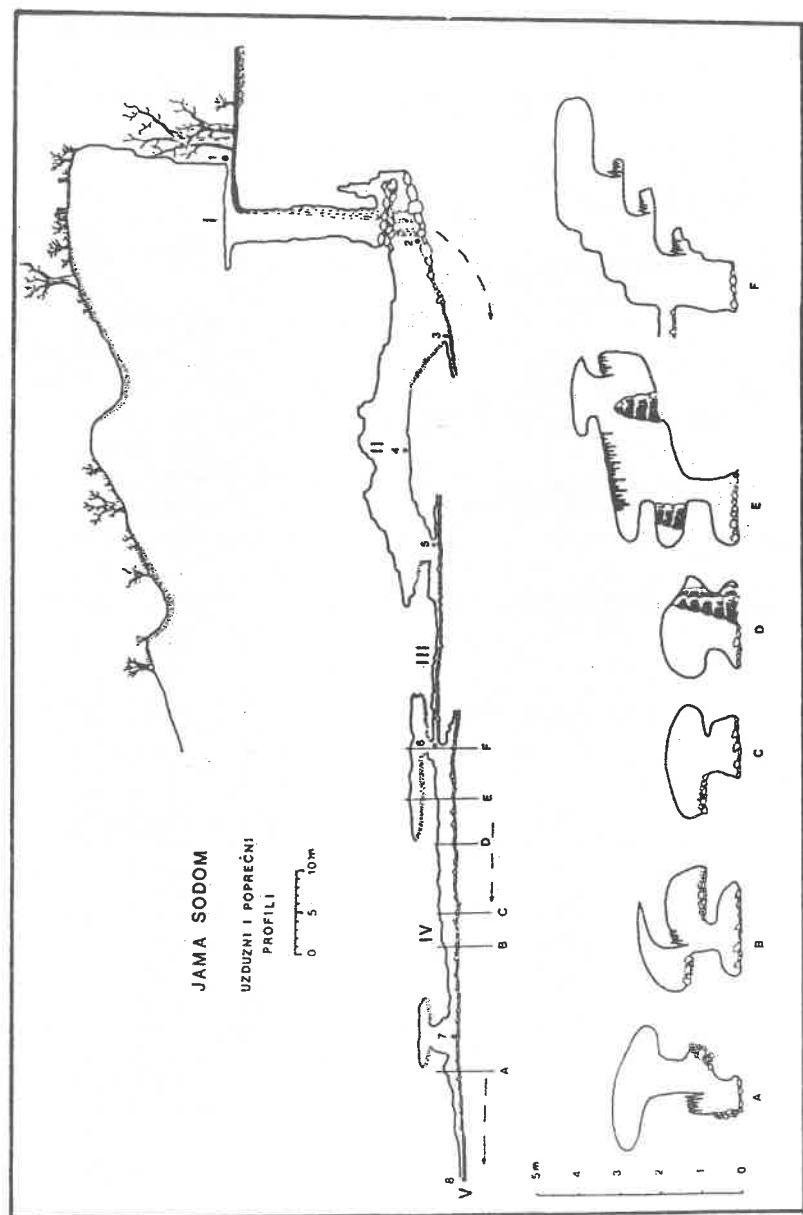 JAMA SODOM
UZDUZNI I POPREČNI
PROFILI
0 5 10m
I
II
III
IV
V
1
2
3
4
5
6
7
8
A B C D E F
5m
4
3
2
1
0
A B C D E F